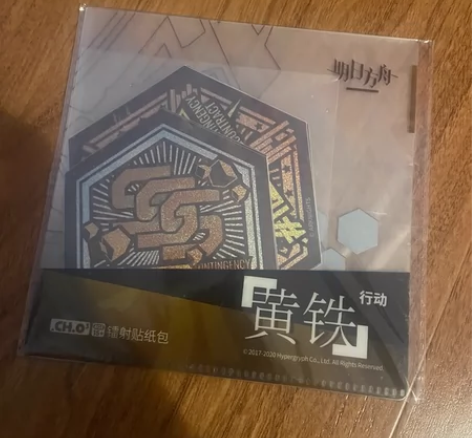 明日方舟
CONTINGENCY
CONTRACT
CONTINGENCY
「黄铁」行动
CH.0³ 镭射贴纸包
© 2017-2020 Hypergryph Co., Ltd. All Rights Reserved.